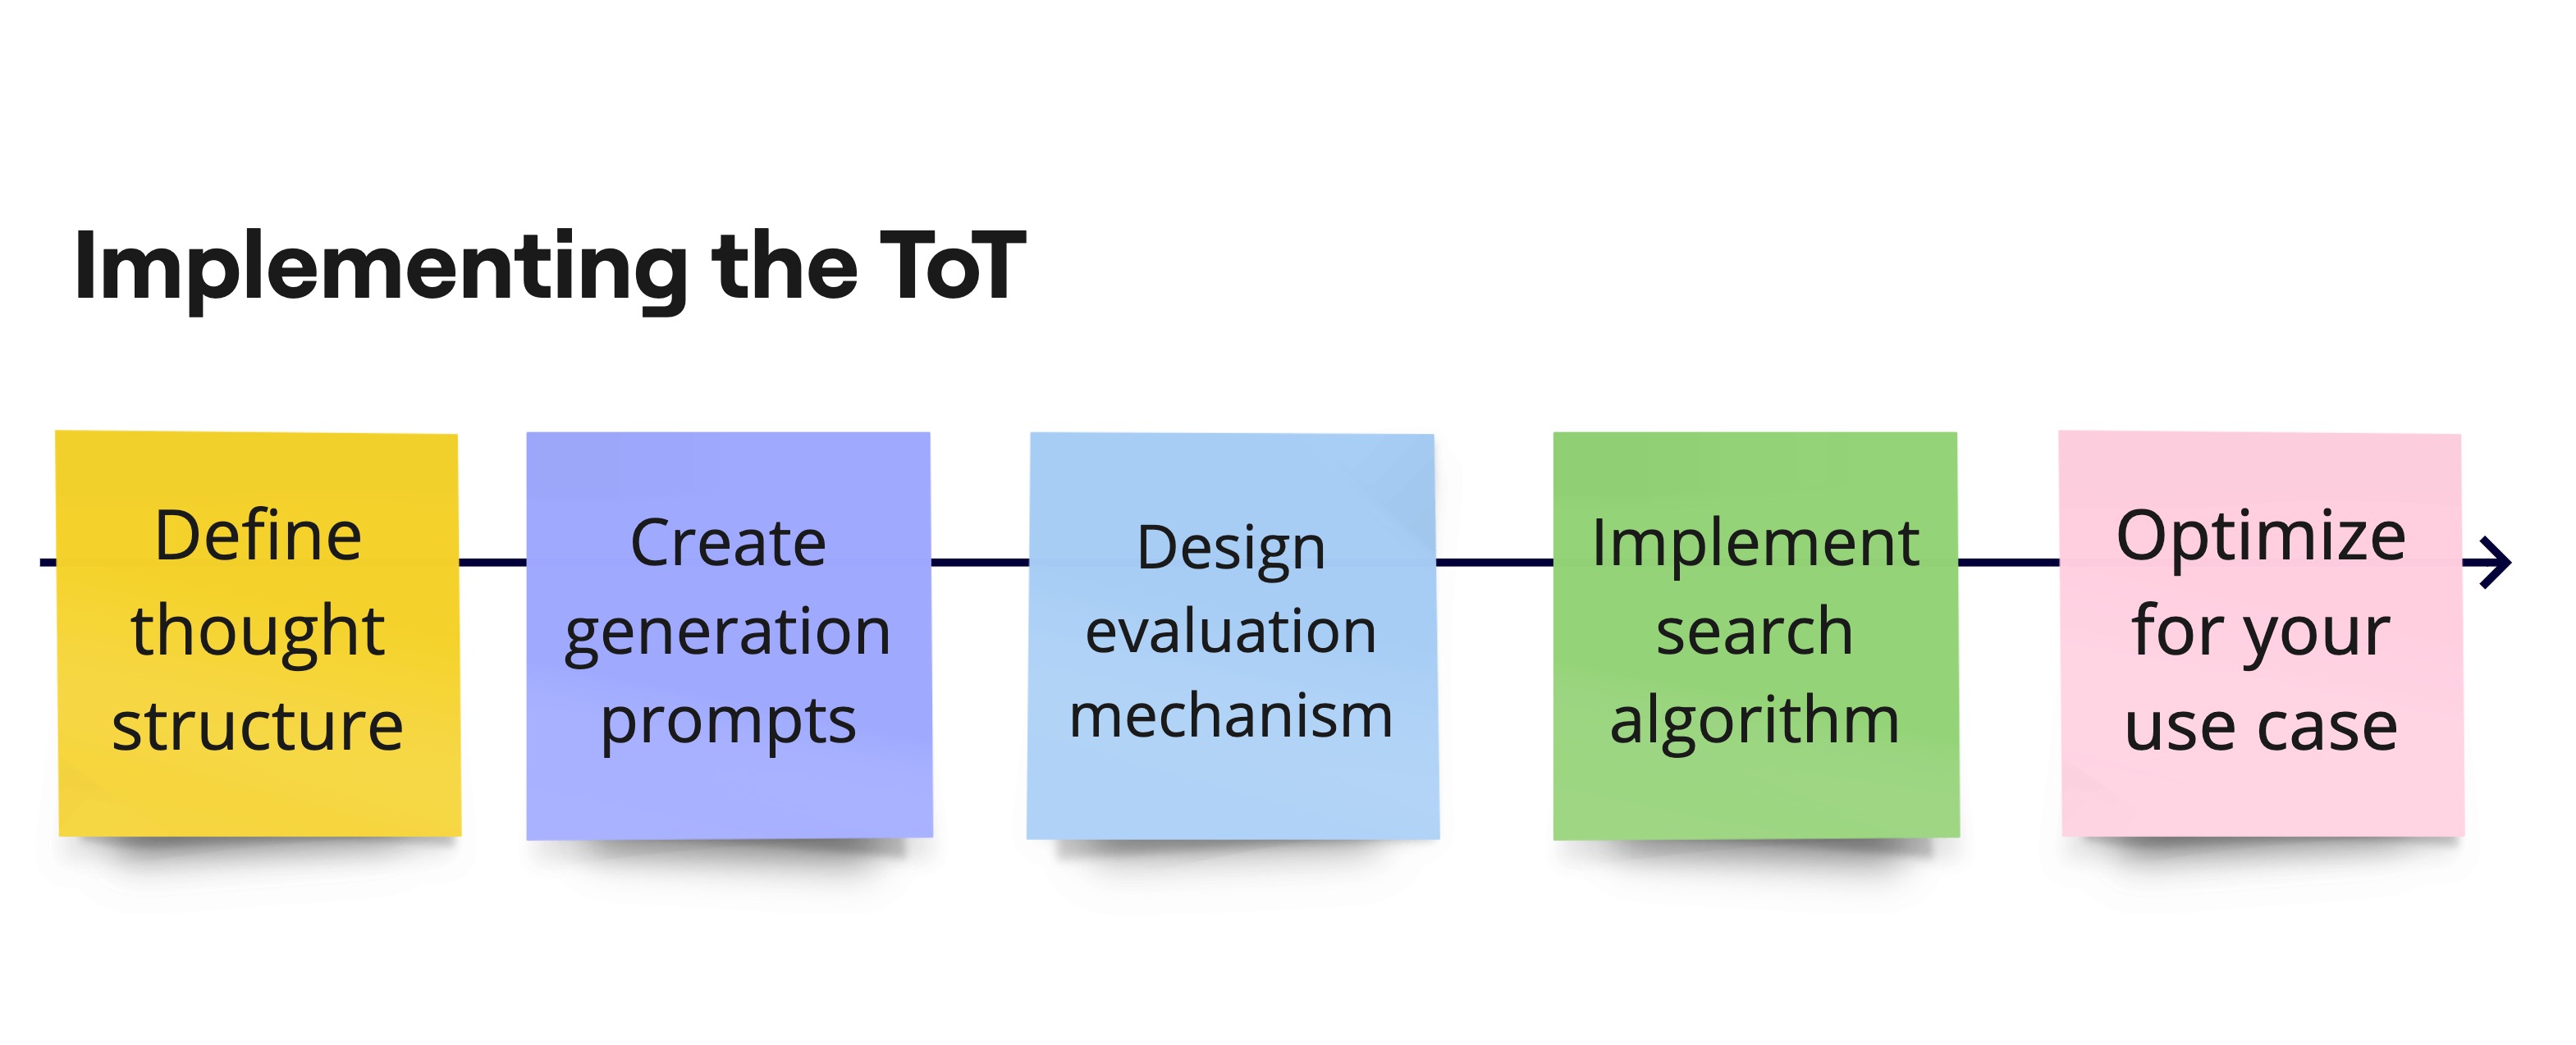 Implementing the ToT
Define
thought
structure
Create
generation
prompts
Design
evaluation
mechanism
Implement
search
algorithm
Optimize
for your
use case